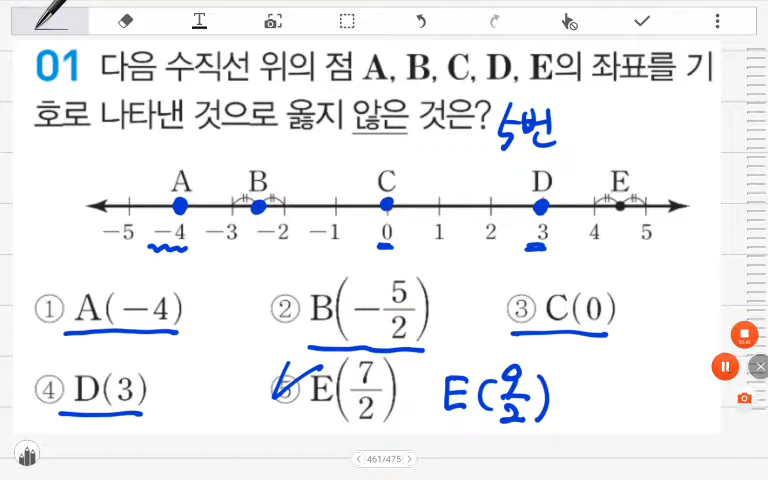 01 다음 수직선 위의 점 A, B, C, D, E의 좌표를 기
호로 나타낸 것으로 옳지 않은 것은? 5번
A B C D E
-5 -4 -3 -2 -1 0 1 2 3 4 5
① A(-4) ② B(-5/2) ③ C(0)
④ D(3) ⑤ E(7/2) E(9/2)
461/475